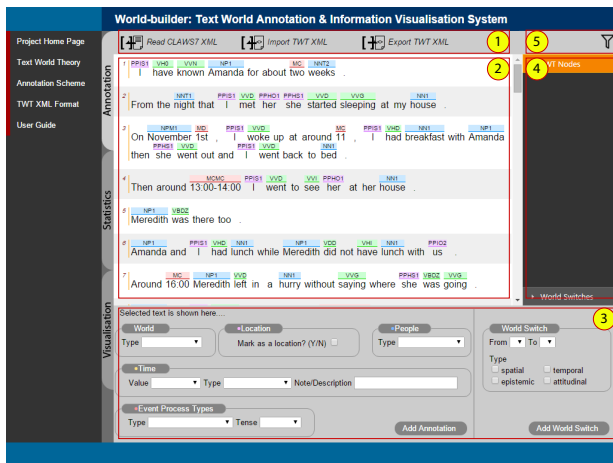 World-builder: Text World Annotation & Information Visualisation System
Project Home Page
Text World Theory
Annotation Scheme
TWT XML Format
User Guide
Annotation
Statistics
Visualisation
Read CLAWS7 XML
Import TWT XML
Export TWT XML
1
5
2
4
WT Nodes
1 PPIS1 VH0 VVN NP1 MC NNT2
I have known Amanda for about two weeks .
2 NNT1 PPIS1 VVD PPHO1 PPHS1 VVD VVG NN1
From the night that I met her she started sleeping at my house .
3 NPM1 MD PPIS1 VVD MC PPIS1 VHD NN1 NP1
On November 1st , I woke up at around 11 , I had breakfast with Amanda
PPHS1 VVD PPIS1 VVD NN1
then she went out and I went back to bed .
4 MCMC PPIS1 VVD VVI PPHO1 NN1
Then around 13:00-14:00 I went to see her at her house .
5 NP1 VBDZ
Meredith was there too .
6 NP1 PPIS1 VHD NN1 NP1 VDD VHI NN1 PPIO2
Amanda and I had lunch while Meredith did not have lunch with us .
7 MC NP1 VVD NN1 VVG PPHS1 VBDZ VVG
Around 16:00 Meredith left in a hurry without saying where she was going .
World Switches
Selected text is shown here....
3
World
Type
Location
Mark as a location? (Y/N)
People
Type
World Switch
From To
Type
spatial temporal
epistemic attitudinal
Time
Value Type Note/Description
Event Process Types
Type Tense
Add Annotation
Add World Switch